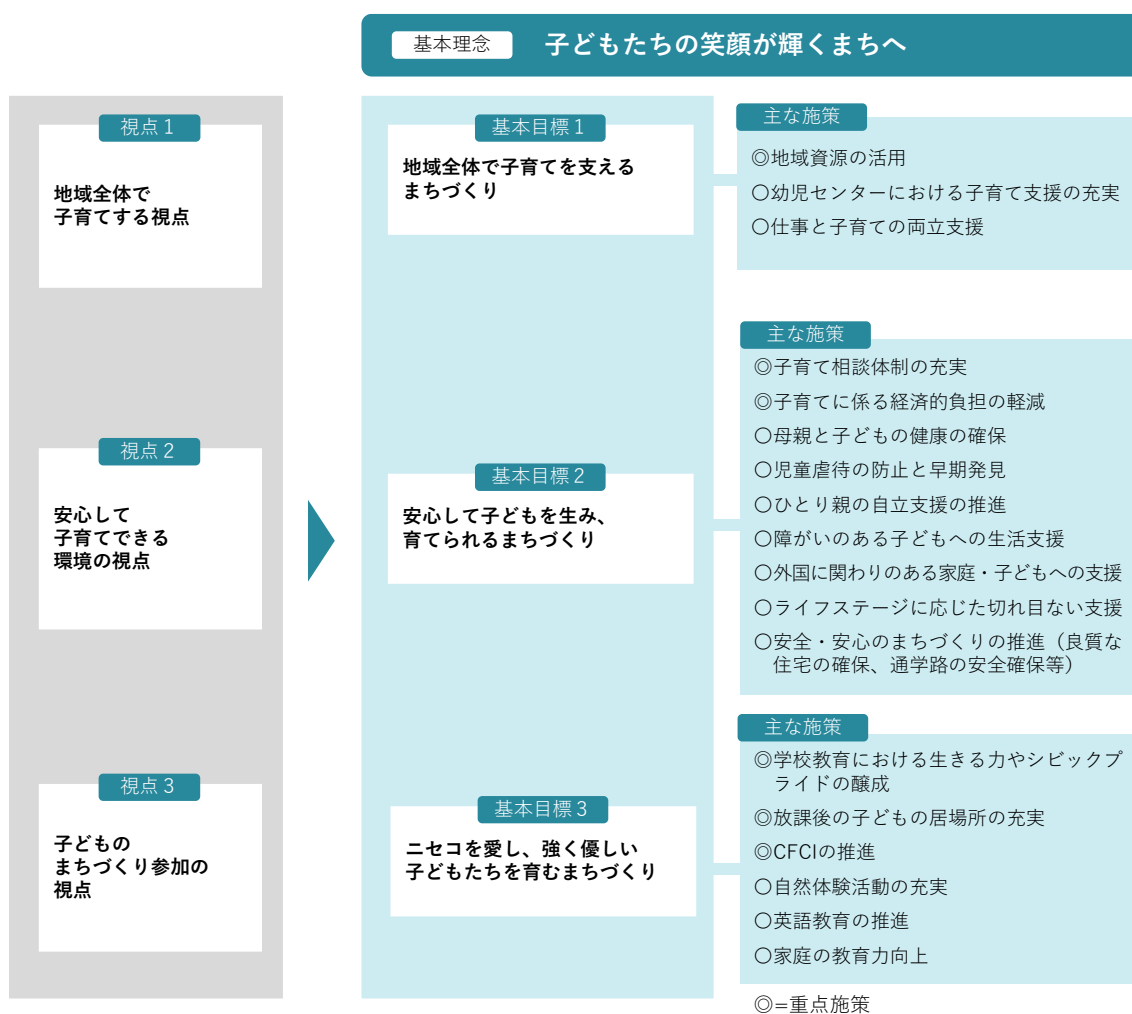 基本理念
子どもたちの笑顔が輝くまちへ
視点1
地域全体で
子育てする視点
視点2
安心して
子育てできる
環境の視点
視点3
子どもの
まちづくり参加の
視点
基本目標1
地域全体で子育てを支える
まちづくり
主な施策
◎地域資源の活用
〇幼児センターにおける子育て支援の充実
〇仕事と子育ての両立支援
基本目標2
安心して子どもを生み、
育てられるまちづくり
主な施策
◎子育て相談体制の充実
◎子育てに係る経済的負担の軽減
〇母親と子どもの健康の確保
〇児童虐待の防止と早期発見
〇ひとり親の自立支援の推進
〇障がいのある子どもへの生活支援
〇外国に関わりのある家庭・子どもへの支援
〇ライフステージに応じた切れ目ない支援
〇安全・安心のまちづくりの推進（良質な
住宅の確保、通学路の安全確保等）
基本目標3
ニセコを愛し、強く優しい
子どもたちを育むまちづくり
主な施策
◎学校教育における生きる力やシビックプ
ライドの醸成
◎放課後の子どもの居場所の充実
◎CFCIの推進
〇自然体験活動の充実
〇英語教育の推進
〇家庭の教育力向上
◎=重点施策